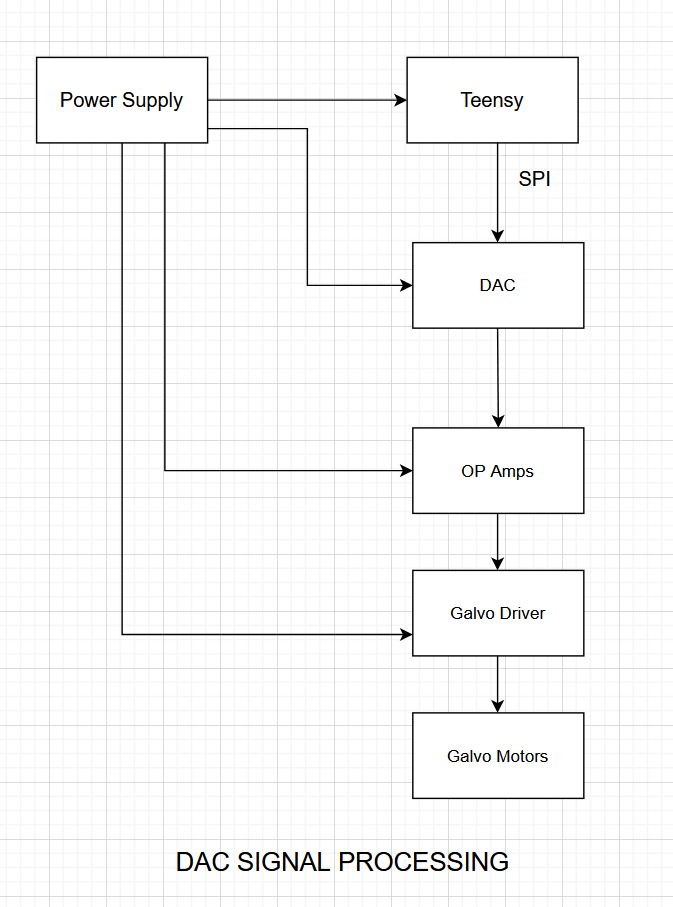 Power Supply
Teensy
SPI
DAC
OP Amps
Galvo Driver
Galvo Motors
DAC SIGNAL PROCESSING